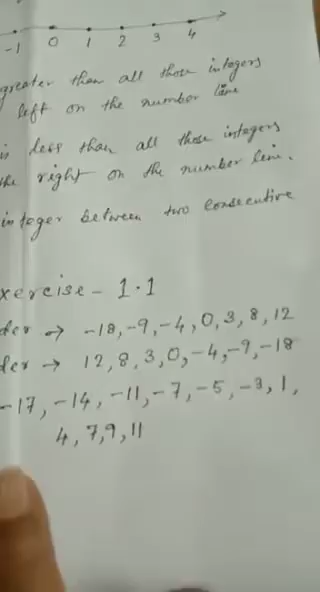 -1 0 1 2 3 4
greater than all those integers
left on the number line
is less than all those integers
the right on the number line.
integer between two consecutive
xercise - 1.1
der → -18, -9, -4, 0, 3, 8, 12
der → 12, 8, 3, 0, -4, -9, -18
-17, -14, -11, -7, -5, -3, 1,
4, 7, 9, 11